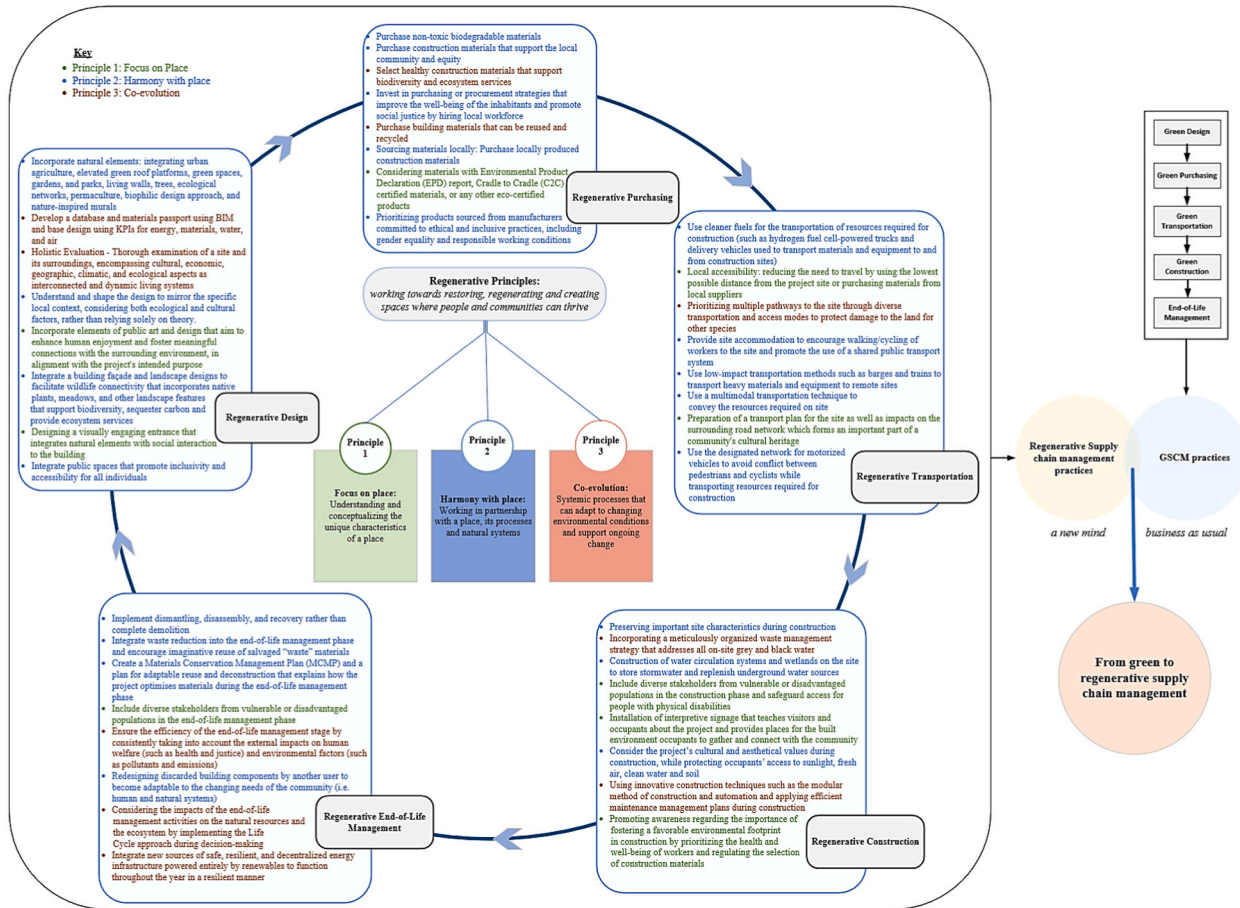 Key
• Principle 1: Focus on Place
• Principle 2: Harmony with place
• Principle 3: Co-evolution
• Incorporate natural elements: integrating urban
agriculture, elevated green roof platforms, green spaces,
gardens, and parks, living walls, trees, ecological
networks, permaculture, biophilic design approach, and
nature-inspired murals
• Develop a database and materials passport using BIM
and base design using KPIs for energy, materials, water,
and air
• Holistic Evaluation - Thorough examination of a site and
its surroundings, encompassing cultural, economic,
geographic, climatic, and ecological aspects as
interconnected and dynamic living systems
• Understand and shape the design to mirror the specific
local context, considering both ecological and cultural
factors, rather than relying solely on theory.
• Incorporate elements of public art and design that aim to
enhance human enjoyment and foster meaningful
connections with the surrounding environment, in
alignment with the project's intended purpose
• Integrate a building façade and landscape designs to
facilitate wildlife connectivity that incorporates native
plants, meadows, and other landscape features
that support biodiversity, sequester carbon and
provide ecosystem services
• Designing a visually engaging entrance that
integrates natural elements with social interaction
to the building
• Integrate public spaces that promote inclusivity and
accessibility for all individuals
Regenerative Design
• Purchase non-toxic biodegradable materials
• Purchase construction materials that support the local
community and equity
• Select healthy construction materials that support
biodiversity and ecosystem services
• Invest in purchasing or procurement strategies that
improve the well-being of the inhabitants and promote
social justice by hiring local workforce
• Purchase building materials that can be reused and
recycled
• Sourcing materials locally: Purchase locally produced
construction materials
• Considering materials with Environmental Product
Declaration (EPD) report, Cradle to Cradle (C2C)
certified materials, or any other eco-certified
products
• Prioritizing products sourced from manufacturers
committed to ethical and inclusive practices, including
gender equality and responsible working conditions
Regenerative Purchasing
• Use cleaner fuels for the transportation of resources required for
construction (such as hydrogen fuel cell-powered trucks and
delivery vehicles used to transport materials and equipment to and
from construction sites)
• Local accessibility: reducing the need to travel by using the lowest
possible distance from the project site or purchasing materials from
local suppliers
• Prioritizing multiple pathways to the site through diverse
transportation and access modes to protect damage to the land for
other species
• Provide site accommodation to encourage walking/cycling of
workers to the site and promote the use of a shared public transport
system
• Use low-impact transportation methods such as barges and trains to
transport heavy materials and equipment to remote sites
• Use a multimodal transportation technique to
convey the resources required on site
• Preparation of a transport plan for the site as well as impacts on the
surrounding road network which forms an important part of a
community's cultural heritage
• Use the designated network for motorized
vehicles to avoid conflict between
pedestrians and cyclists while
transporting resources required for
construction
Regenerative Transportation
Regenerative Principles:
working towards restoring, regenerating and creating
spaces where people and communities can thrive
Principle
1
Focus on place:
Understanding and
conceptualizing the
unique characteristics
of a place
Principle
2
Harmony with place:
Working in partnership
with a place, its processes
and natural systems
Principle
3
Co-evolution:
Systemic processes that
can adapt to changing
environmental conditions
and support ongoing
change
• Implement dismantling, disassembly, and recovery rather than
complete demolition
• Integrate waste reduction into the end-of-life management phase
and encourage imaginative reuse of salvaged “waste” materials
• Create a Materials Conservation Management Plan (MCMP) and a
plan for adaptable reuse and deconstruction that explains how the
project optimises materials during the end-of-life management
phase
• Include diverse stakeholders from vulnerable or disadvantaged
populations in the end-of-life management phase
• Ensure the efficiency of the end-of-life management stage by
consistently taking into account the external impacts on human
welfare (such as health and justice) and environmental factors (such
as pollutants and emissions)
• Redesigning discarded building components by another user to
become adaptable to the changing needs of the community (i.e.
human and natural systems)
• Considering the impacts of the end-of-life
management activities on the natural resources and
the ecosystem by implementing the Life
Cycle approach during decision-making
• Integrate new sources of safe, resilient, and decentralized energy
infrastructure powered entirely by renewables to function
throughout the year in a resilient manner
Regenerative End-of-Life
Management
• Preserving important site characteristics during construction
• Incorporating a meticulously organized waste management
strategy that addresses all on-site grey and black water
• Construction of water circulation systems and wetlands on the site
to store stormwater and replenish underground water sources
• Include diverse stakeholders from vulnerable or disadvantaged
populations in the construction phase and safeguard access for
people with physical disabilities
• Installation of interpretive signage that teaches visitors and
occupants about the project and provides places for the built
environment occupants to gather and connect with the community
• Consider the project's cultural and aesthetical values during
construction, while protecting occupants' access to sunlight, fresh
air, clean water and soil
• Using innovative construction techniques such as the modular
method of construction and automation and applying efficient
maintenance management plans during construction
• Promoting awareness regarding the importance of
fostering a favorable environmental footprint
in construction by prioritizing the health and
well-being of workers and regulating the selection
of construction materials
Regenerative Construction
Green Design
Green Purchasing
Green
Transportation
Green
Construction
End-of-Life
Management
Regenerative Supply
chain management
practices
GSCM practices
a new mind
business as usual
From green to
regenerative supply
chain management